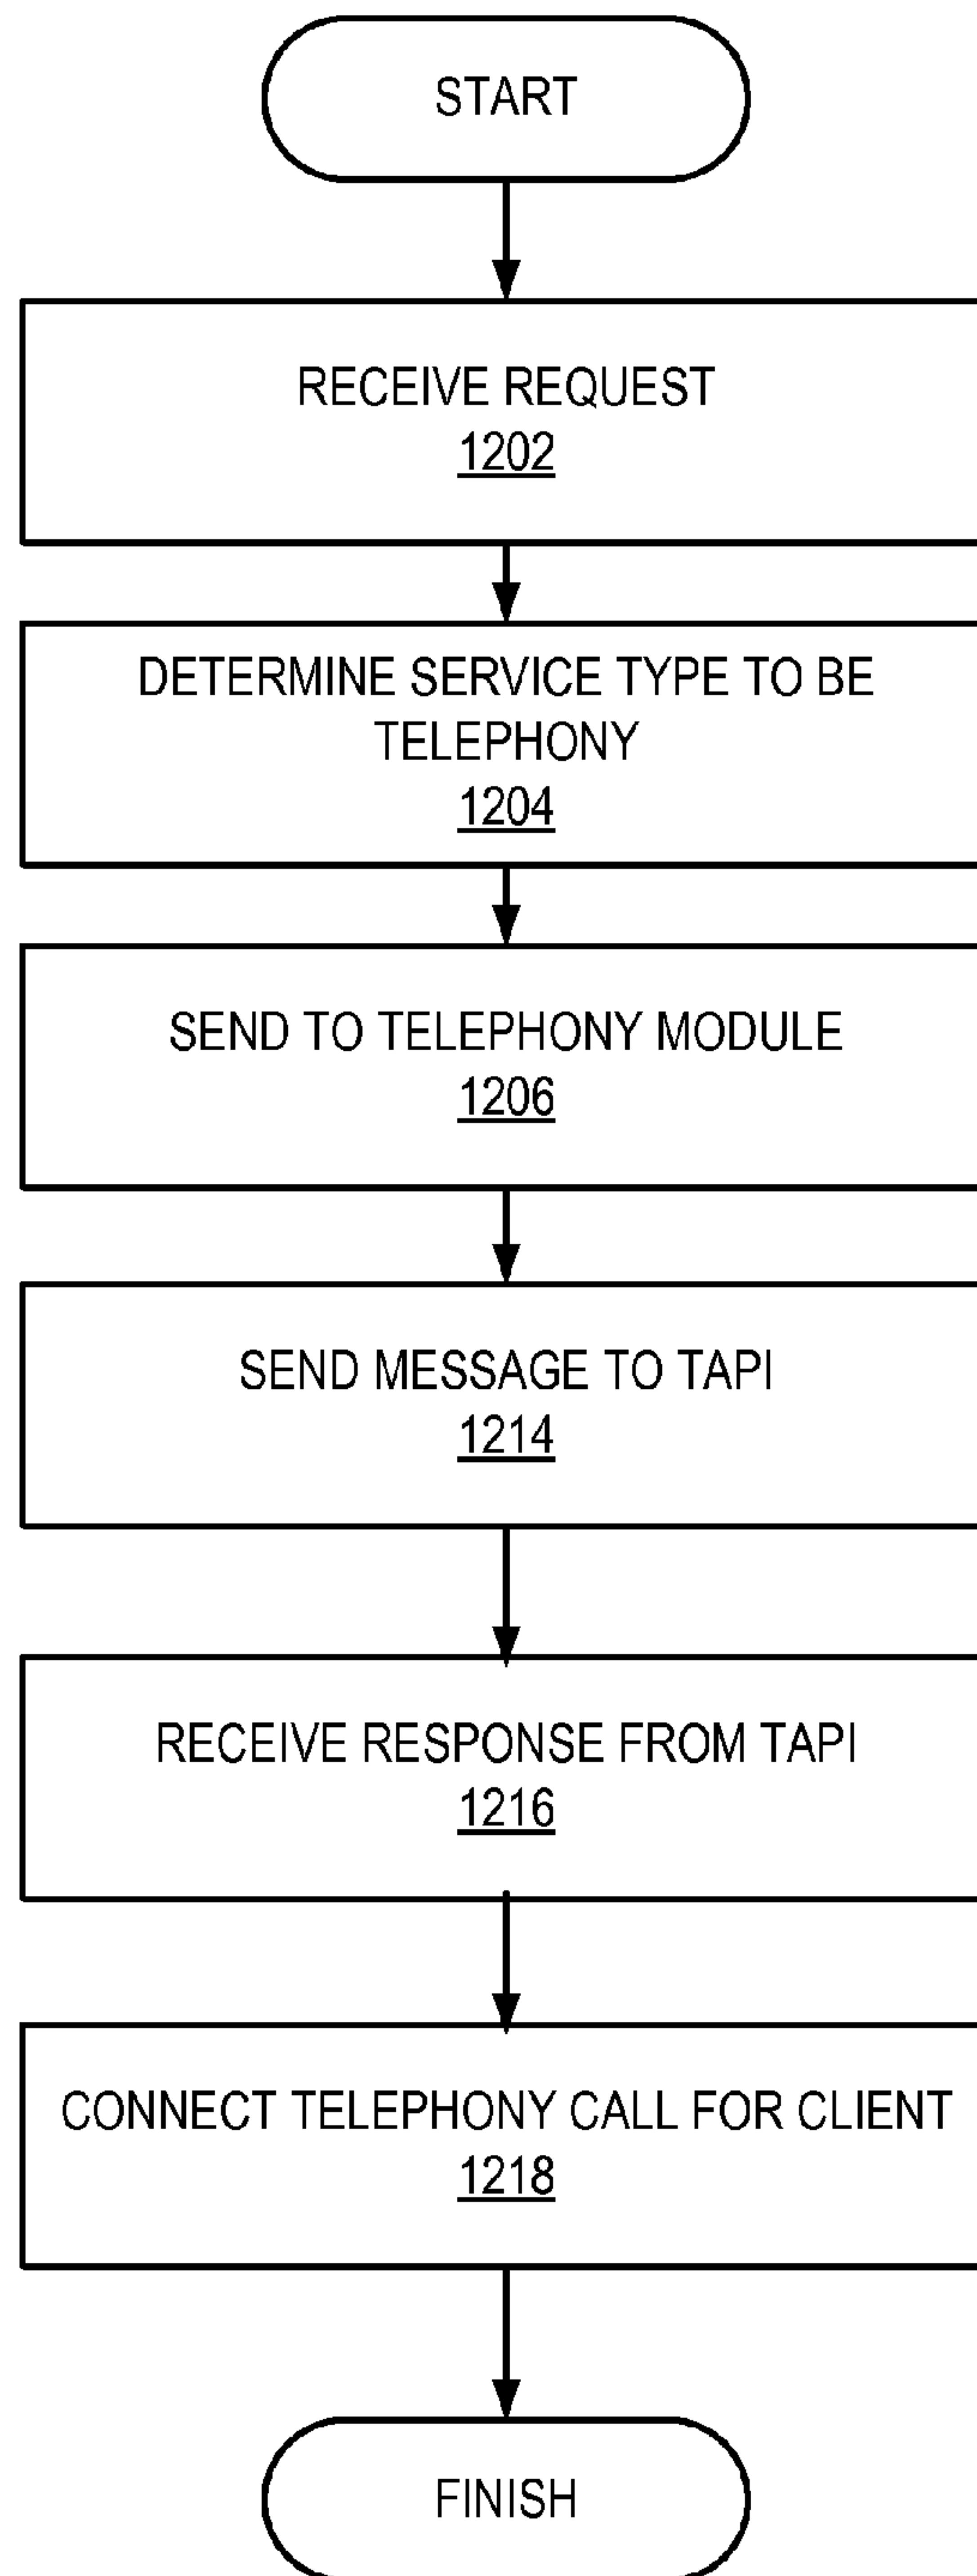 START
RECEIVE REQUEST
1202
DETERMINE SERVICE TYPE TO BE
TELEPHONY
1204
SEND TO TELEPHONY MODULE
1206
SEND MESSAGE TO TAPI
1214
RECEIVE RESPONSE FROM TAPI
1216
CONNECT TELEPHONY CALL FOR CLIENT
1218
FINISH